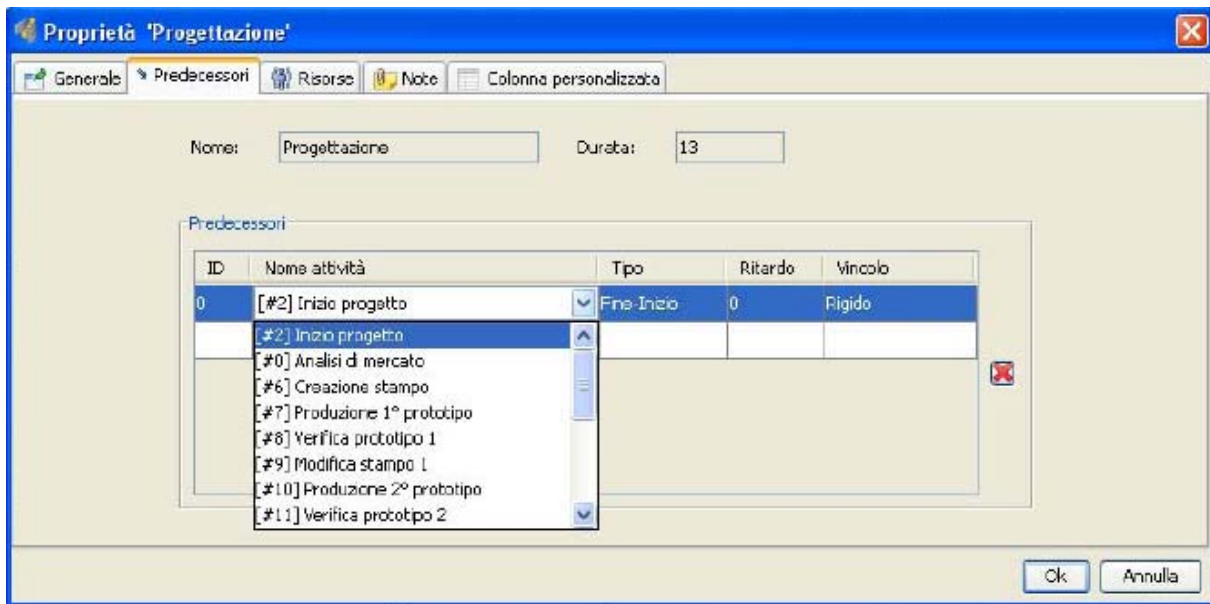 Proprietà 'Progettazione'
Generale Predecessori Risorse Note Colonna personalizzata
Nome: Progettazione Durata: 13
Predecessori
ID Nome attività Tipo Ritardo Vincolo
0 [#2] Inizio progetto Fine-Inizio 0 Rigido
[#2] Inizio progetto
[#0] Analisi di mercato
[#6] Creazione stampo
[#7] Produzione 1° prototipo
[#8] Verifica prototipo 1
[#9] Modifica stampo 1
[#10] Produzione 2° prototipo
[#11] Verifica prototipo 2
Ok Annulla